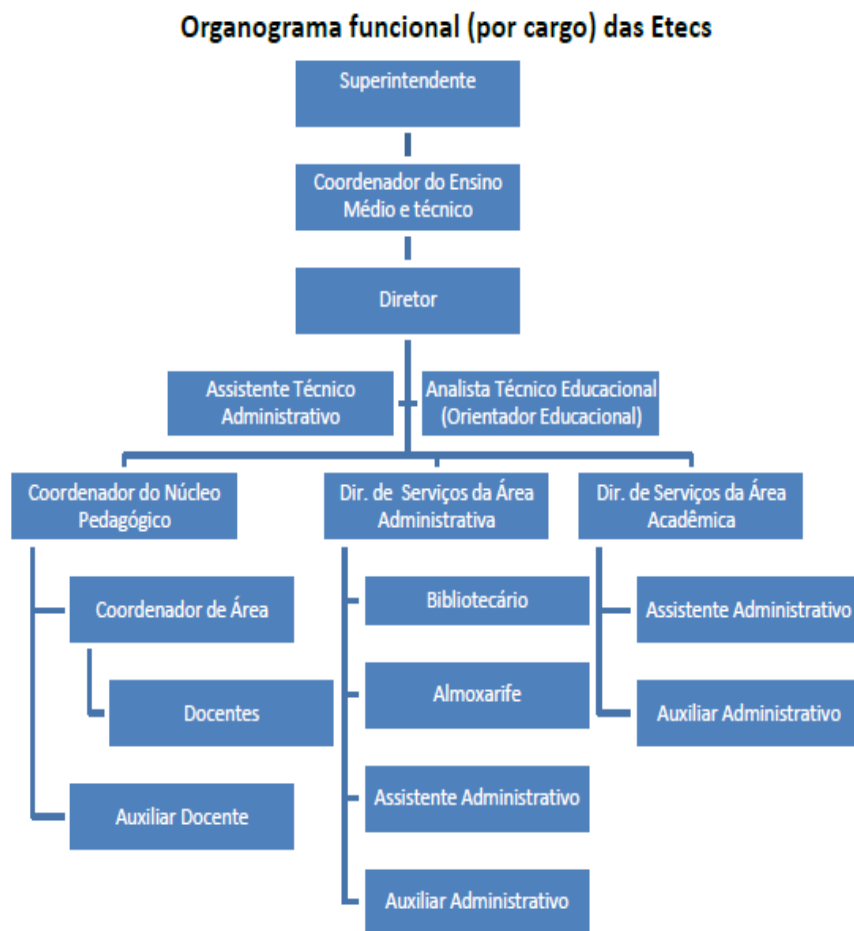 Organograma funcional (por cargo) das Etecs
Superintendente
Coordenador do Ensino
Médio e técnico
Diretor
Assistente Técnico
Administrativo
Analista Técnico Educacional
(Orientador Educacional)
Coordenador do Núcleo
Pedagógico
Dir. de Serviços da Área
Administrativa
Dir. de Serviços da Área
Acadêmica
Coordenador de Área
Docentes
Auxiliar Docente
Bibliotecário
Almoxarife
Assistente Administrativo
Auxiliar Administrativo
Assistente Administrativo
Auxiliar Administrativo